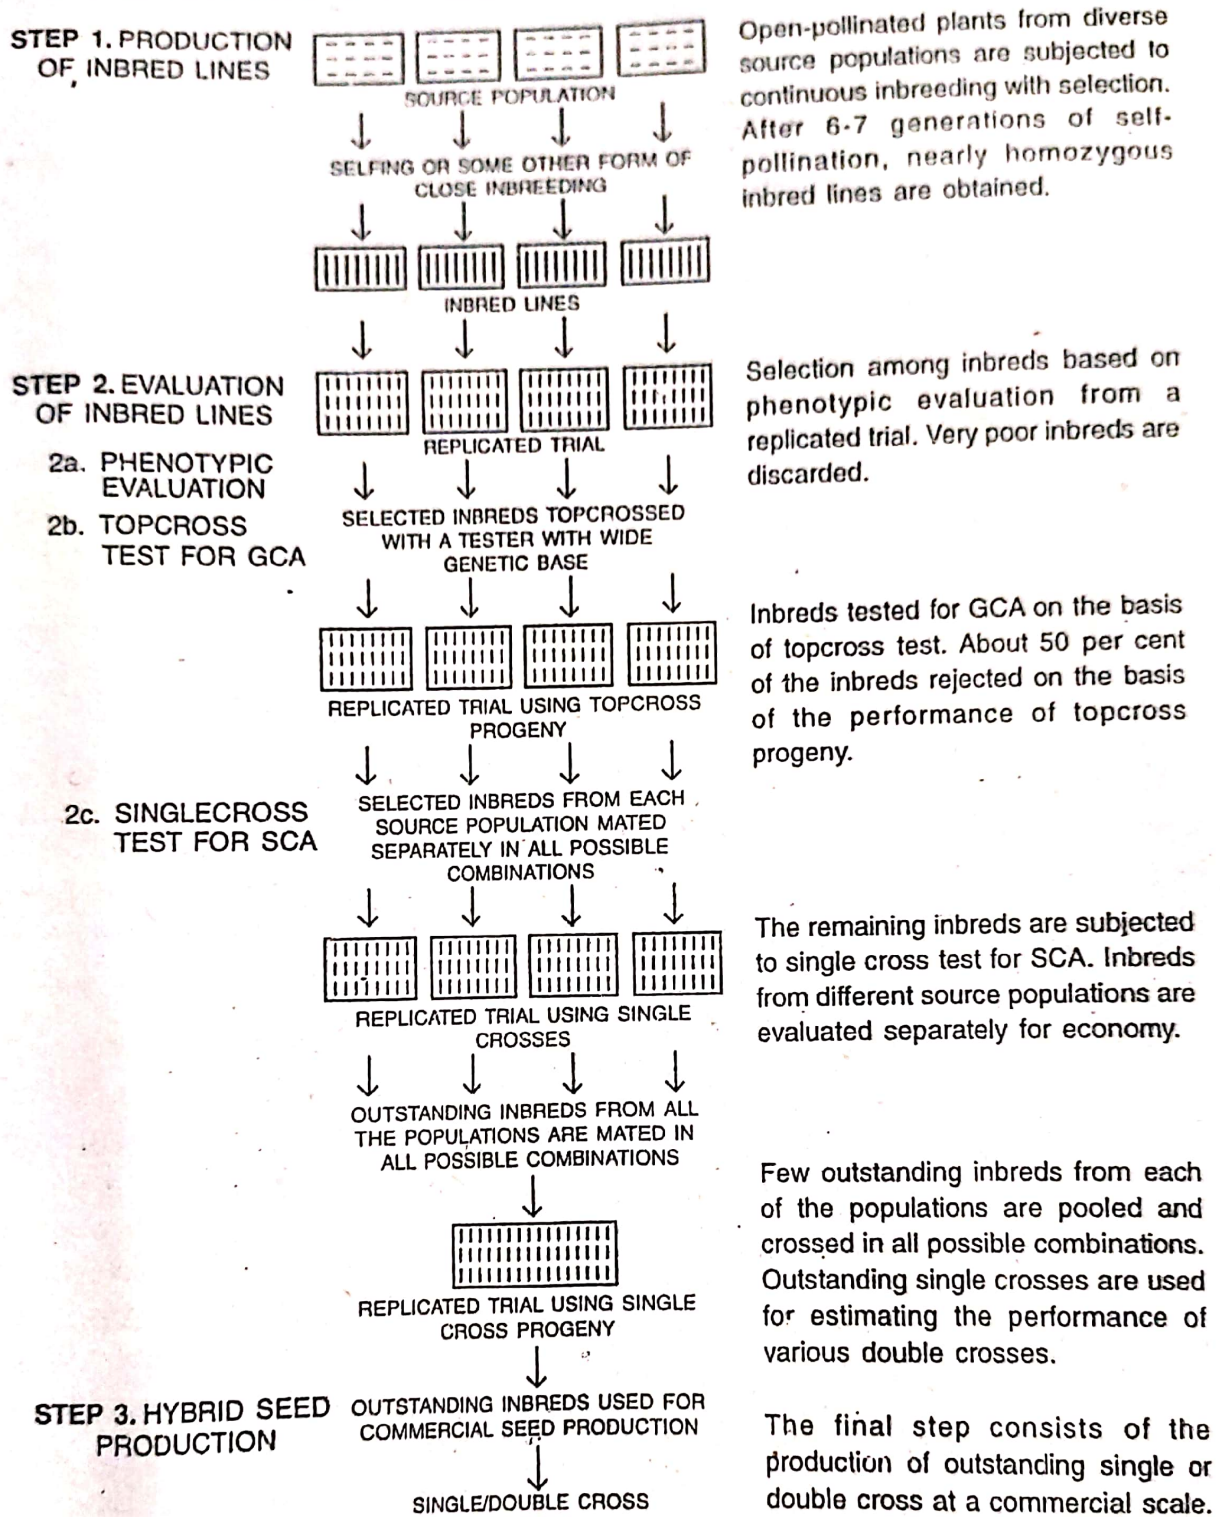 STEP 1. PRODUCTION
OF INBRED LINES
SOURCE POPULATION
SELFING OR SOME OTHER FORM OF
CLOSE INBREEDING
INBRED LINES
Open-pollinated plants from diverse
source populations are subjected to
continuous inbreeding with selection.
After 6-7 generations of self-
pollination, nearly homozygous
inbred lines are obtained.
STEP 2. EVALUATION
OF INBRED LINES
2a. PHENOTYPIC
EVALUATION
REPLICATED TRIAL
Selection among inbreds based on
phenotypic evaluation from a
replicated trial. Very poor inbreds are
discarded.
2b. TOPCROSS
TEST FOR GCA
SELECTED INBREDS TOPCROSSED
WITH A TESTER WITH WIDE
GENETIC BASE
REPLICATED TRIAL USING TOPCROSS
PROGENY
Inbreds tested for GCA on the basis
of topcross test. About 50 per cent
of the inbreds rejected on the basis
of the performance of topcross
progeny.
2c. SINGLECROSS
TEST FOR SCA
SELECTED INBREDS FROM EACH
SOURCE POPULATION MATED
SEPARATELY IN ALL POSSIBLE
COMBINATIONS
REPLICATED TRIAL USING SINGLE
CROSSES
The remaining inbreds are subjected
to single cross test for SCA. Inbreds
from different source populations are
evaluated separately for economy.
OUTSTANDING INBREDS FROM ALL
THE POPULATIONS ARE MATED IN
ALL POSSIBLE COMBINATIONS
REPLICATED TRIAL USING SINGLE
CROSS PROGENY
Few outstanding inbreds from each
of the populations are pooled and
crossed in all possible combinations.
Outstanding single crosses are used
for estimating the performance of
various double crosses.
STEP 3. HYBRID SEED
PRODUCTION
OUTSTANDING INBREDS USED FOR
COMMERCIAL SEED PRODUCTION
SINGLE/DOUBLE CROSS
The final step consists of the
production of outstanding single or
double cross at a commercial scale.